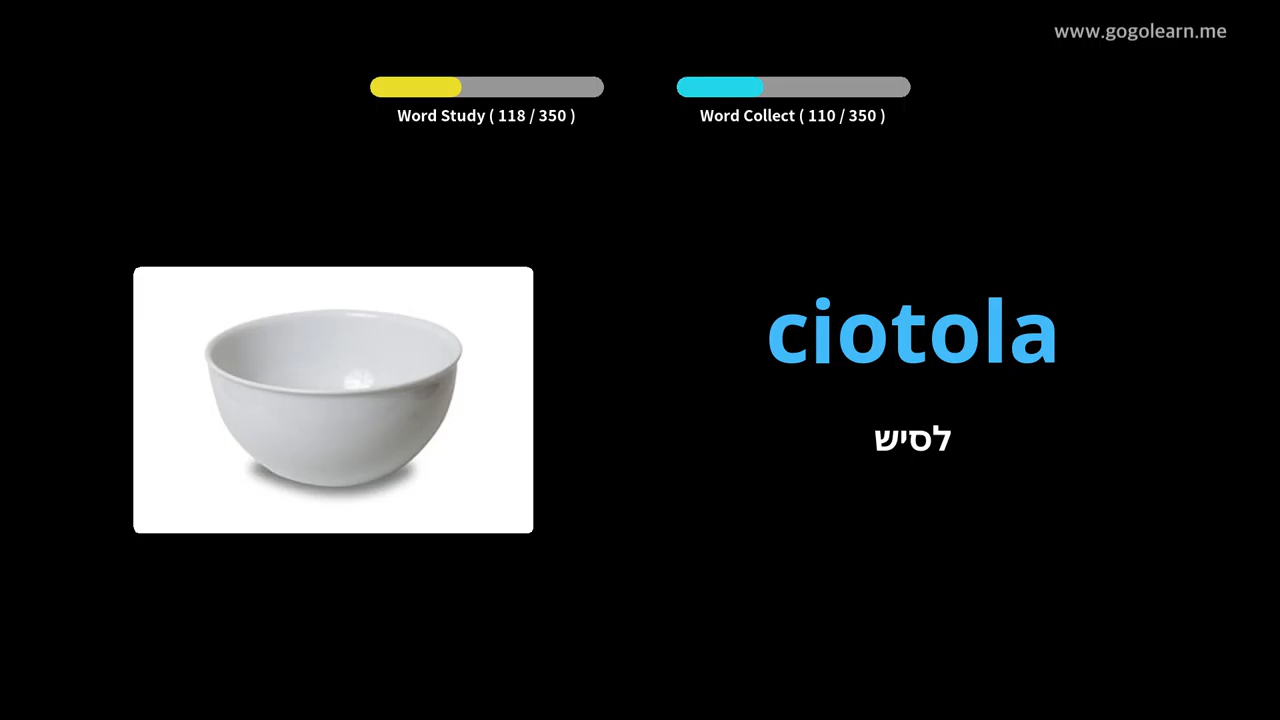 www.gogolearn.me
Word Study ( 118 / 350 )
Word Collect ( 110 / 350 )
ciotola
לסיש